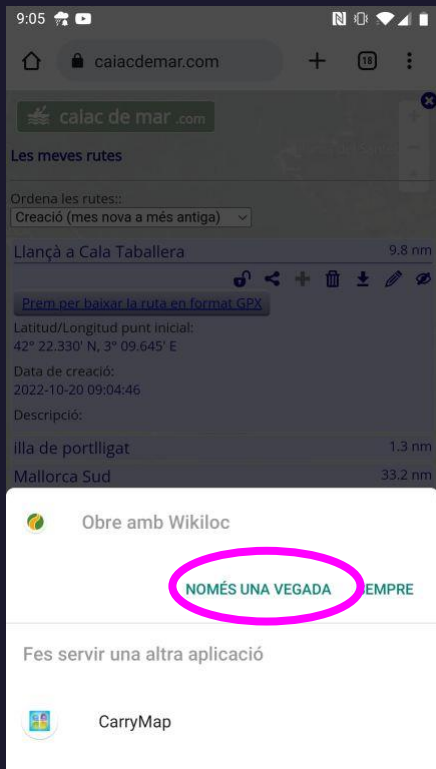 9:05
caiacdemar.com
18
caiac de mar .com
Les meves rutes
Ordena les rutes::
Creació (mes nova a més antiga)
Llançà a Cala Taballera 9.8 nm
Prem per baixar la ruta en format GPX
Latitud/Longitud punt inicial:
42° 22.330' N, 3° 09.645' E
Data de creació:
2022-10-20 09:04:46
Descripció:
illa de portlligat 1.3 nm
Mallorca Sud 33.2 nm
Obre amb Wikiloc
NOMÉS UNA VEGADA EMPRE
Fes servir una altra aplicació
CarryMap